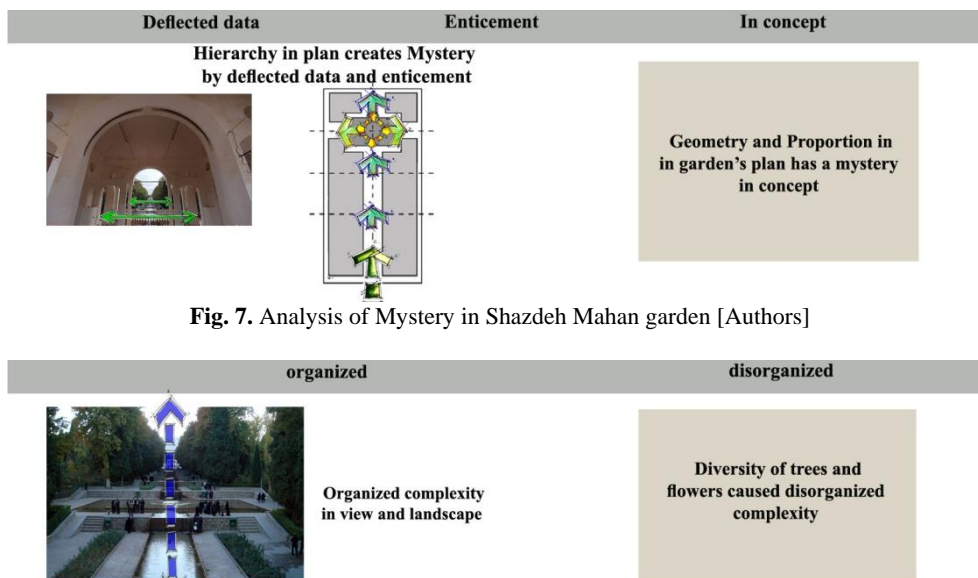 Deflected data Enticement In concept
Hierarchy in plan creates Mystery
by deflected data and enticement
Geometry and Proportion in
in garden's plan has a mystery
in concept
Fig. 7. Analysis of Mystery in Shazdeh Mahan garden [Authors]
organized disorganized
Organized complexity
in view and landscape
Diversity of trees and
flowers caused disorganized
complexity